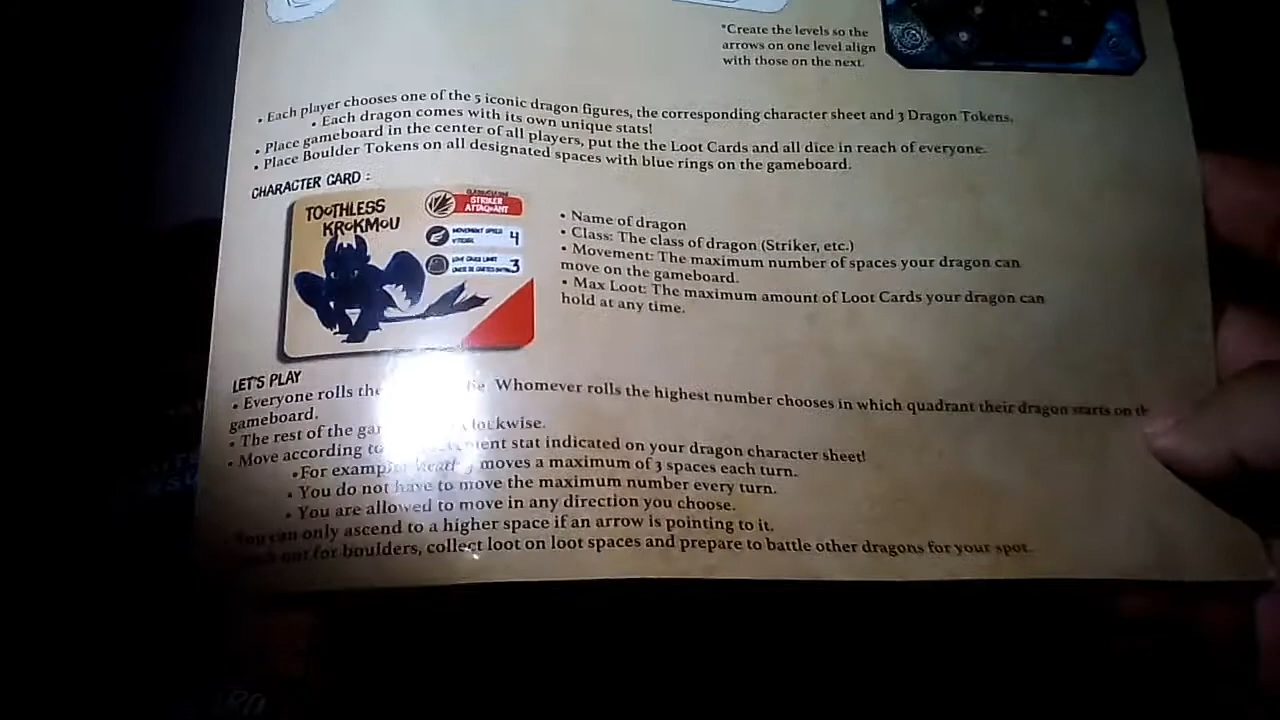 *Create the levels so the
arrows on one level align
with those on the next.
• Each player chooses one of the 5 iconic dragon figures, the corresponding character sheet and 3 Dragon Tokens.
• Each dragon comes with its own unique stats!
• Place gameboard in the center of all players, put the the Loot Cards and all dice in reach of everyone.
• Place Boulder Tokens on all designated spaces with blue rings on the gameboard.
CHARACTER CARD :
TOOTHLESS
KROKMOU
STRIKER
ATTAQUANT
MOVEMENT SPEED
VITESSE
4
3
• Name of dragon
• Class: The class of dragon (Striker, etc.)
• Movement: The maximum number of spaces your dragon can
move on the gameboard.
• Max Loot: The maximum amount of Loot Cards your dragon can
hold at any time.
LET'S PLAY
• Everyone rolls the Whomever rolls the highest number chooses in which quadrant their dragon starts on
gameboard.
• The rest of the
• Move according to stat indicated on your dragon character sheet!
• For example moves a maximum of 3 spaces each turn.
• You do not have to move the maximum number every turn.
• You are allowed to move in any direction you choose.
You can only ascend to a higher space if an arrow is pointing to it.
out for boulders, collect loot on loot spaces and prepare to battle other dragons for your spot.